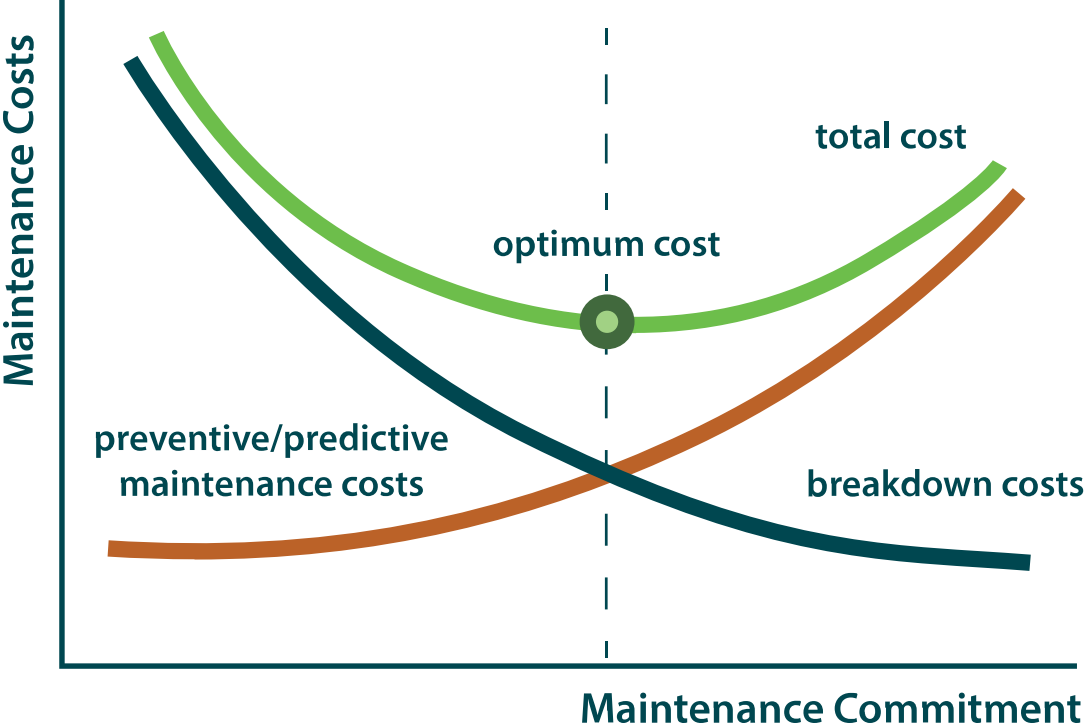 Maintenance Costs
total cost
optimum cost
preventive/predictive
maintenance costs
breakdown costs
Maintenance Commitment